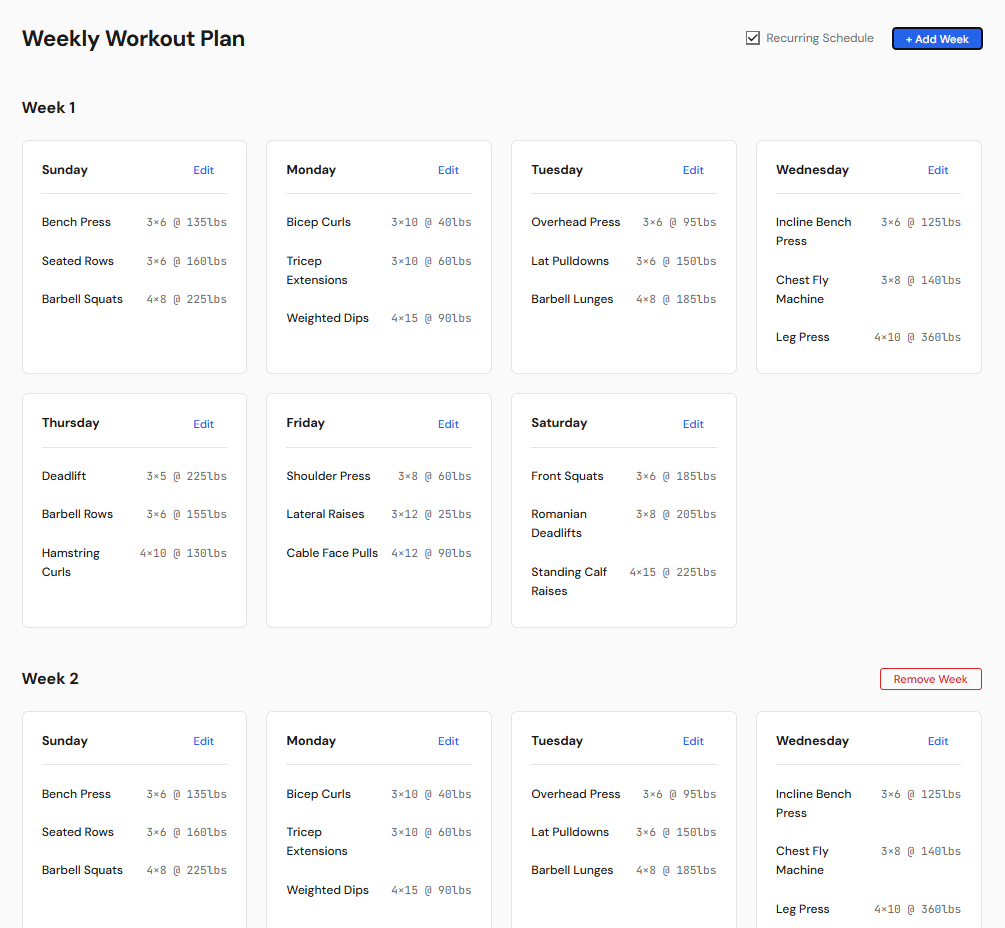 Weekly Workout Plan
Recurring Schedule
+ Add Week
Week 1
Sunday Edit
Bench Press 3×6 @ 135lbs
Seated Rows 3×6 @ 160lbs
Barbell Squats 4×8 @ 225lbs
Monday Edit
Bicep Curls 3×10 @ 40lbs
Tricep 3×10 @ 60lbs
Extensions
Weighted Dips 4×15 @ 90lbs
Tuesday Edit
Overhead Press 3×6 @ 95lbs
Lat Pulldowns 3×6 @ 150lbs
Barbell Lunges 4×8 @ 185lbs
Wednesday Edit
Incline Bench 3×6 @ 125lbs
Press
Chest Fly 3×8 @ 140lbs
Machine
Leg Press 4×10 @ 360lbs
Thursday Edit
Deadlift 3×5 @ 225lbs
Barbell Rows 3×6 @ 155lbs
Hamstring 4×10 @ 130lbs
Curls
Friday Edit
Shoulder Press 3×8 @ 60lbs
Lateral Raises 3×12 @ 25lbs
Cable Face Pulls 4×12 @ 90lbs
Saturday Edit
Front Squats 3×6 @ 185lbs
Romanian 3×8 @ 205lbs
Deadlifts
Standing Calf 4×15 @ 225lbs
Raises
Week 2
Remove Week
Sunday Edit
Bench Press 3×6 @ 135lbs
Seated Rows 3×6 @ 160lbs
Barbell Squats 4×8 @ 225lbs
Monday Edit
Bicep Curls 3×10 @ 40lbs
Tricep 3×10 @ 60lbs
Extensions
Weighted Dips 4×15 @ 90lbs
Tuesday Edit
Overhead Press 3×6 @ 95lbs
Lat Pulldowns 3×6 @ 150lbs
Barbell Lunges 4×8 @ 185lbs
Wednesday Edit
Incline Bench 3×6 @ 125lbs
Press
Chest Fly 3×8 @ 140lbs
Machine
Leg Press 4×10 @ 360lbs